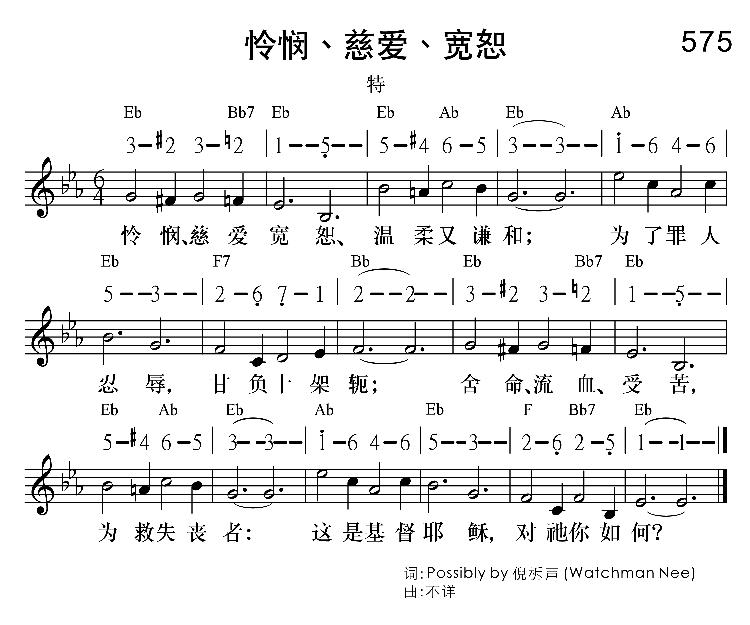 怜悯、慈爱、宽恕 575
特
Eb Bb7 Eb Eb Ab Eb Ab
3–♯2 3–♮2 | 1––5–– | 5–♯4 6–5 | 3––3–– | 1–6 4–6 |
6
4
怜悯、慈爱宽恕、温柔又谦和；为了罪人
Eb F7 Bb Eb Bb7 Eb
5––3–– | 2–6 7–1 | 2––2–– | 3–♯2 3–♮2 | 1––5–– |
忍辱，甘负十架轭；舍命、流血、受苦，
Eb Ab Eb Ab Eb F Bb7 Eb
5–♯4 6–5 | 3––3–– | 1–6 4–6 | 5––3–– | 2–6 2–5 | 1––1–– ‖
为救失丧者：这是基督耶稣，对祂你如何？
词: Possibly by 倪柝声 (Watchman Nee)
曲: 不详